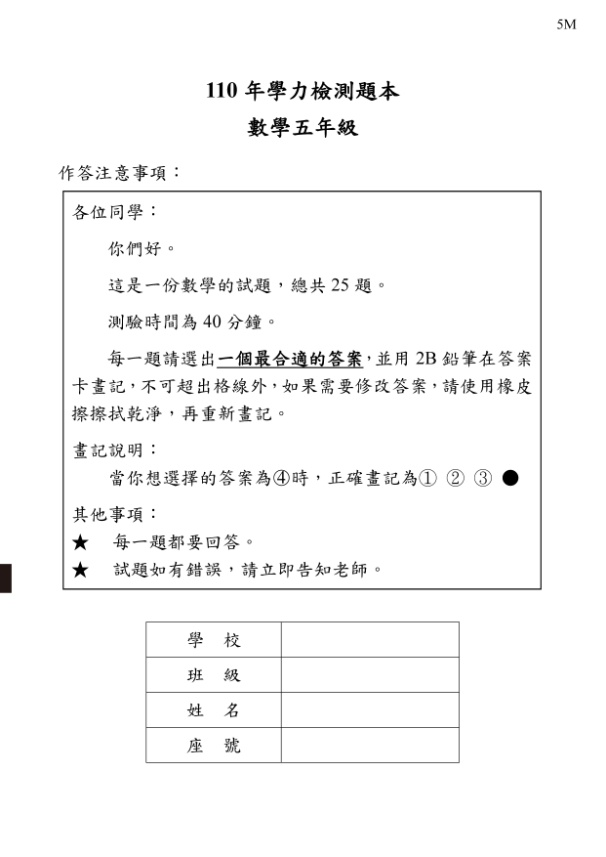 5M
110 年學力檢測題本
數學五年級
作答注意事項：
各位同學：
你們好。
這是一份數學的試題，總共 25 題。
測驗時間為 40 分鐘。
每一題請選出一個最合適的答案，並用 2B 鉛筆在答案
卡畫記，不可超出格線外，如果需要修改答案，請使用橡皮
擦擦拭乾淨，再重新畫記。
畫記說明：
當你想選擇的答案為④時，正確畫記為① ② ③ ●
其他事項：
★ 每一題都要回答。
★ 試題如有錯誤，請立即告知老師。
學 校
班 級
姓 名
座 號